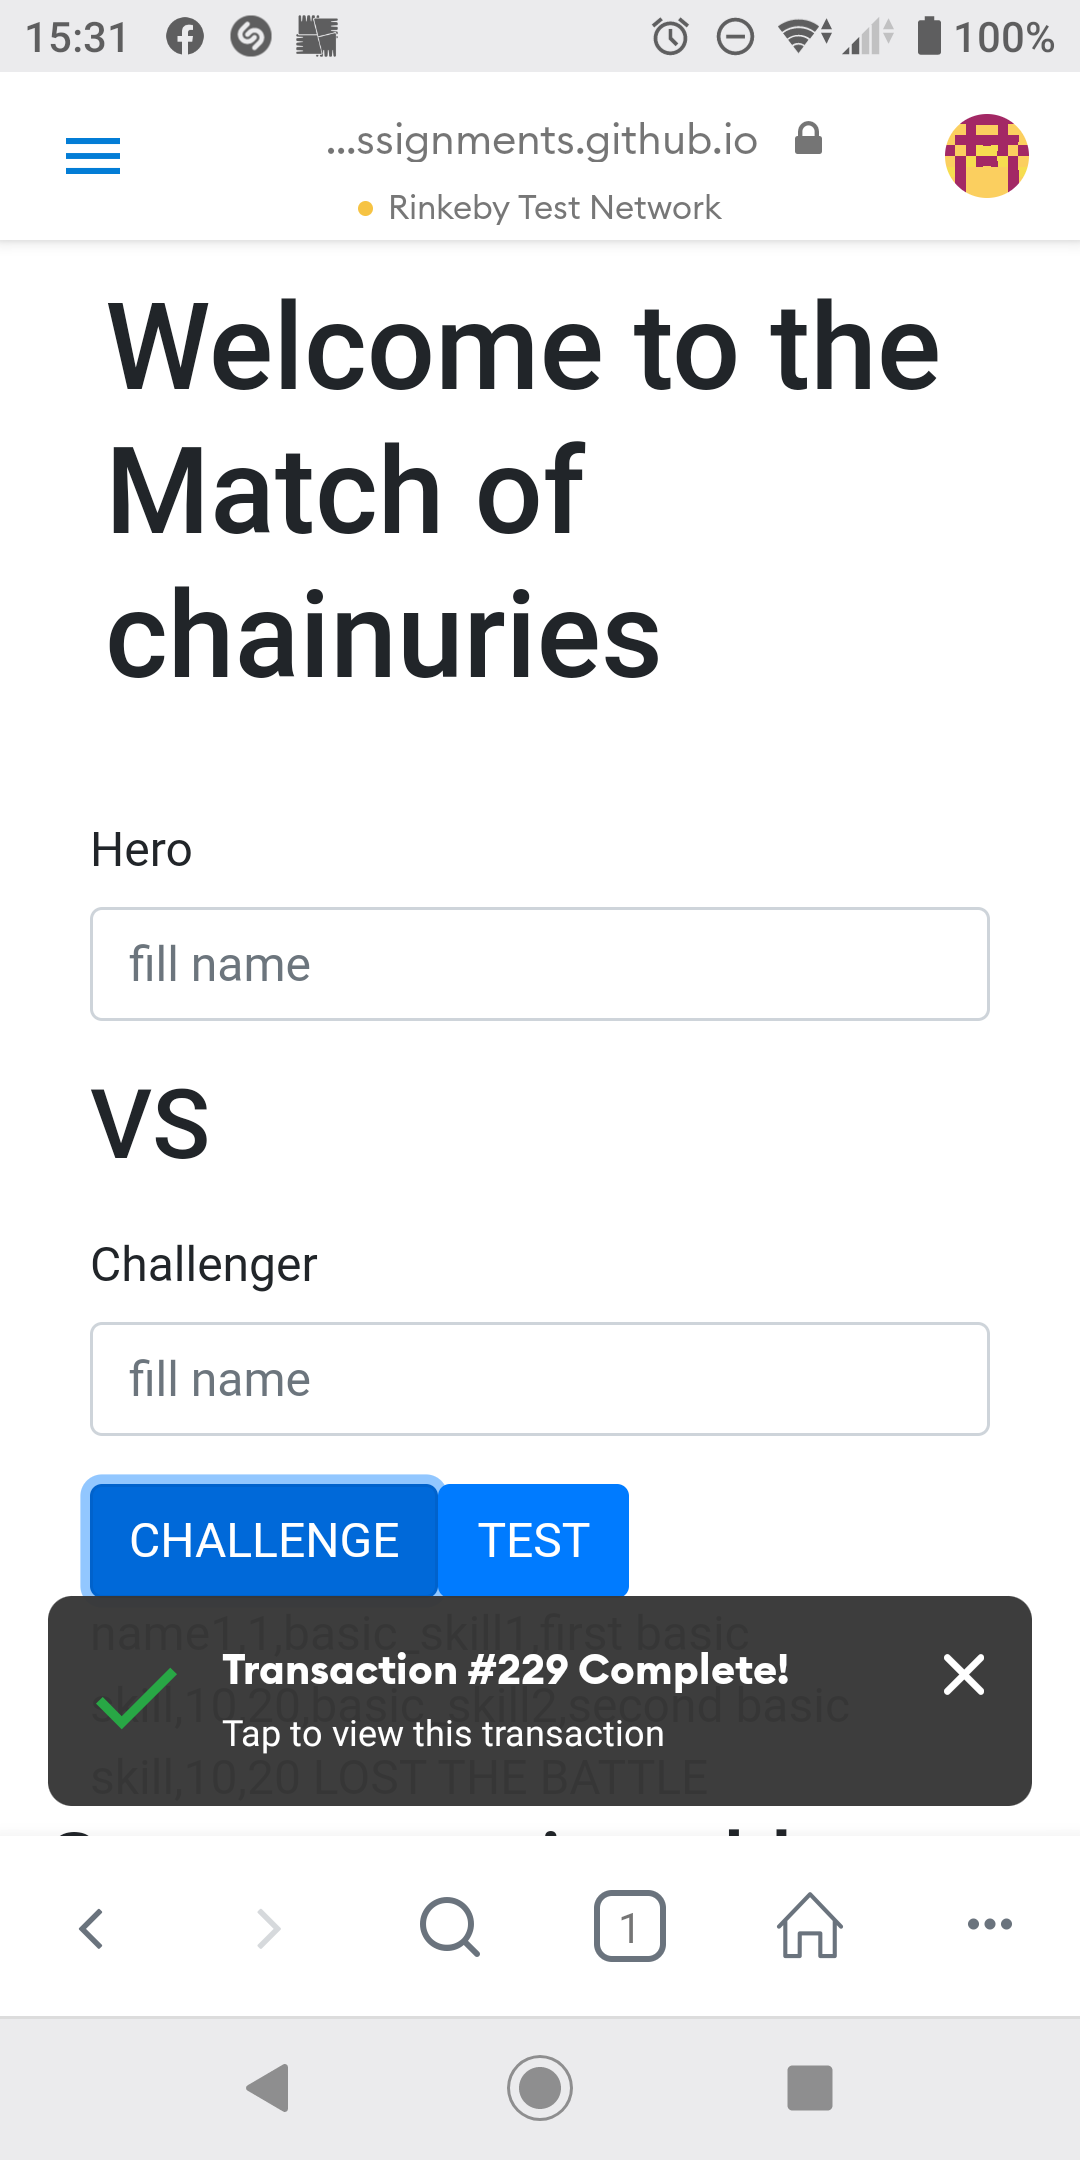 15:31
100%
...ssignments.github.io
Rinkeby Test Network
Welcome to the
Match of
chainuries
Hero
fill name
VS
Challenger
fill name
CHALLENGE TEST
name1,1,basic_skill1,first basic
Transaction #229 Complete!
skill,10,20,basic_skill2,second basic
Tap to view this transaction
skill,10,20 LOST THE BATTLE
1